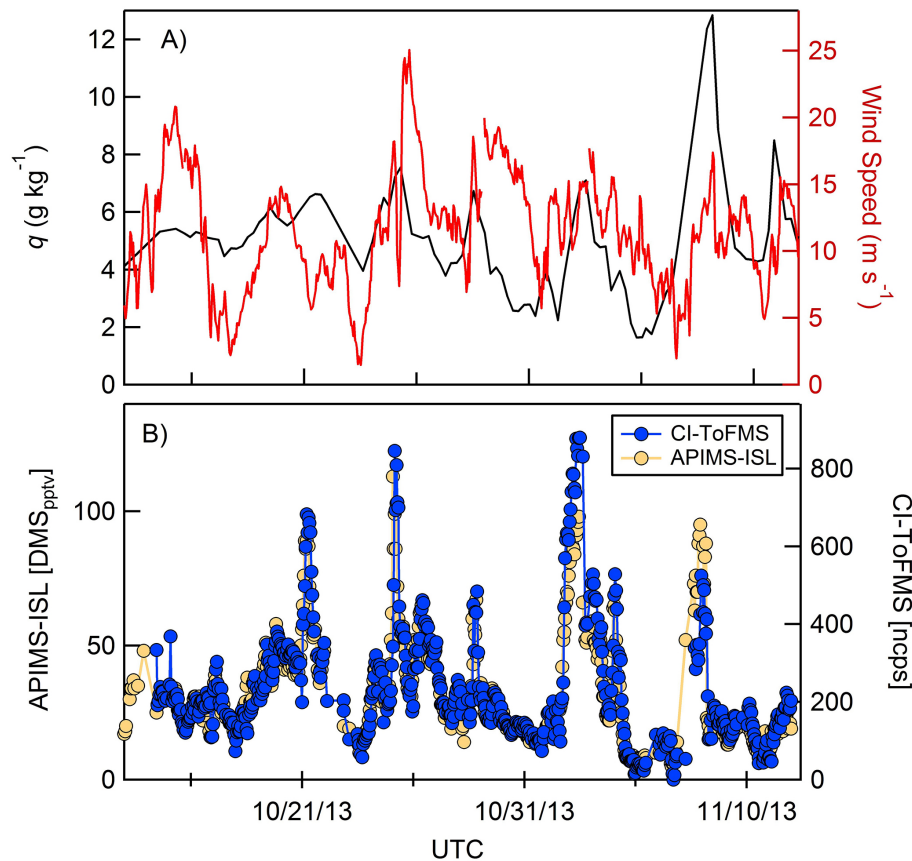 A)
12
10
8
6
4
2
0
q (g kg-1)
25
20
15
10
5
0
Wind Speed (m s-1)
B)
CI-ToFMS
APIMS-ISL
100
50
0
APIMS-ISL [DMSpptv]
800
600
400
200
0
CI-ToFMS [ncps]
10/21/13
10/31/13
11/10/13
UTC